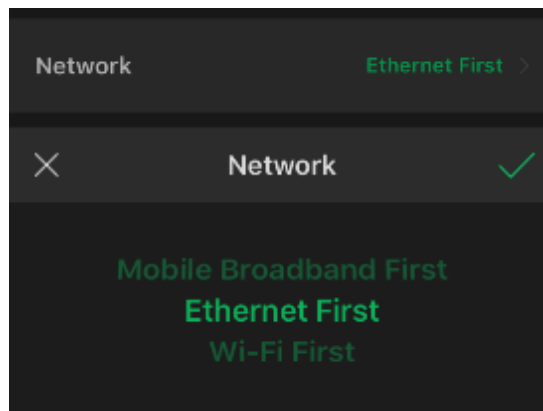 Network
Ethernet First
Network
Mobile Broadband First
Ethernet First
Wi-Fi First